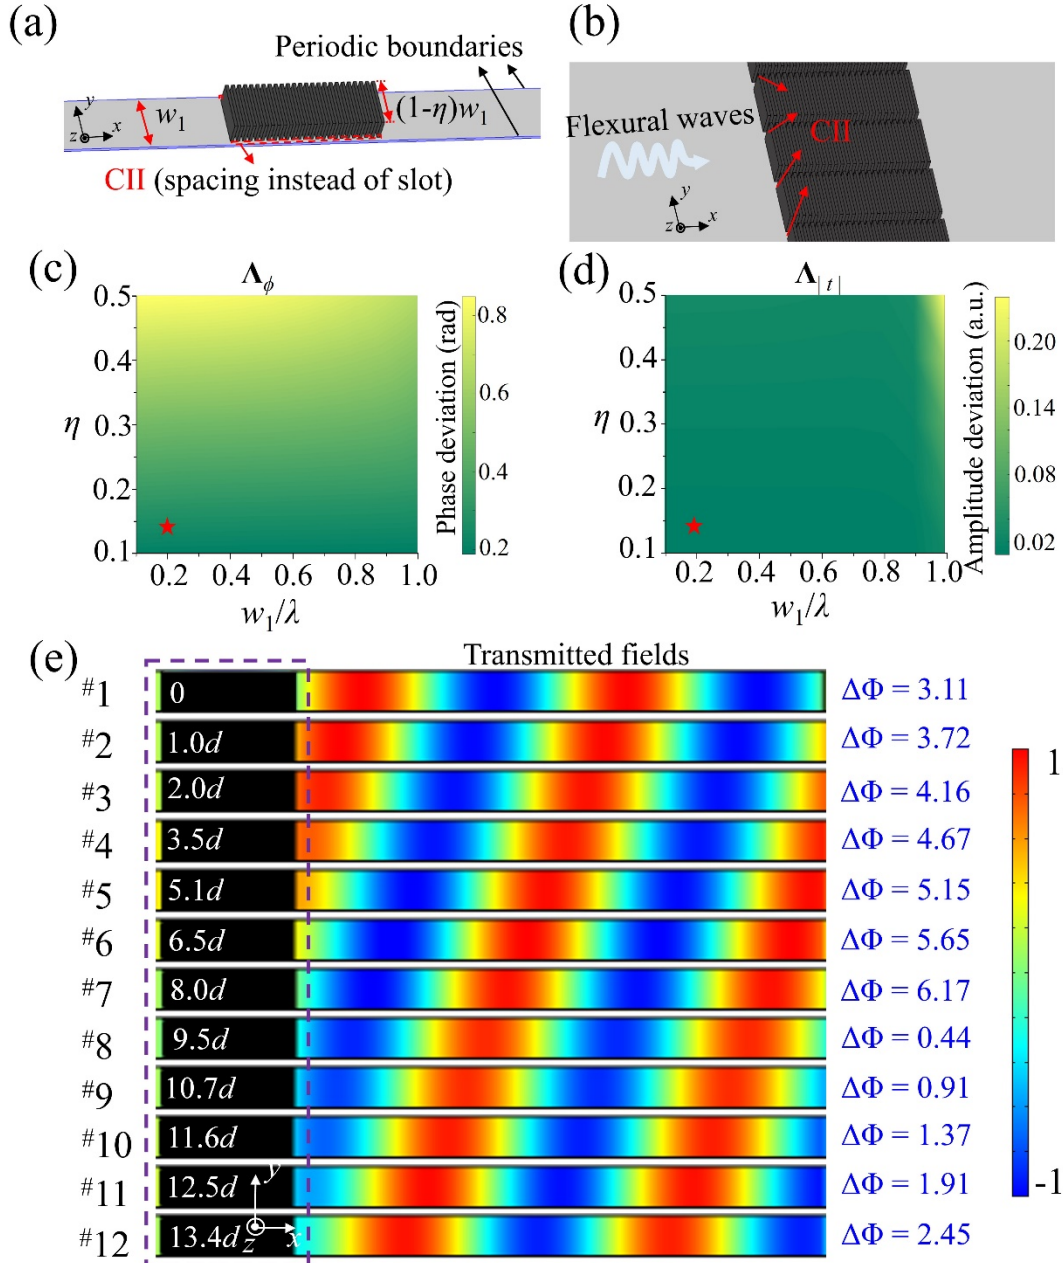 (a)
Periodic boundaries
w₁
(1-η)w₁
y
x
z
CII (spacing instead of slot)
(b)
Flexural waves
CII
y
x
z
(c)
Λ_ϕ
0.5
0.4
0.3
0.2
0.1
η
0.2 0.4 0.6 0.8 1.0
w₁/λ
Phase deviation (rad)
0.8
0.6
0.4
0.2
(d)
Λ_|t|
0.5
0.4
0.3
0.2
0.1
η
0.2 0.4 0.6 0.8 1.0
w₁/λ
Amplitude deviation (a.u.)
0.20
0.14
0.08
0.02
(e)
Transmitted fields
#1 0 ΔΦ = 3.11
#2 1.0d ΔΦ = 3.72
#3 2.0d ΔΦ = 4.16
#4 3.5d ΔΦ = 4.67
#5 5.1d ΔΦ = 5.15
#6 6.5d ΔΦ = 5.65
#7 8.0d ΔΦ = 6.17
#8 9.5d ΔΦ = 0.44
#9 10.7d ΔΦ = 0.91
#10 11.6d ΔΦ = 1.37
#11 12.5d ΔΦ = 1.91
#12 13.4d ΔΦ = 2.45
y
z
x
1
-1